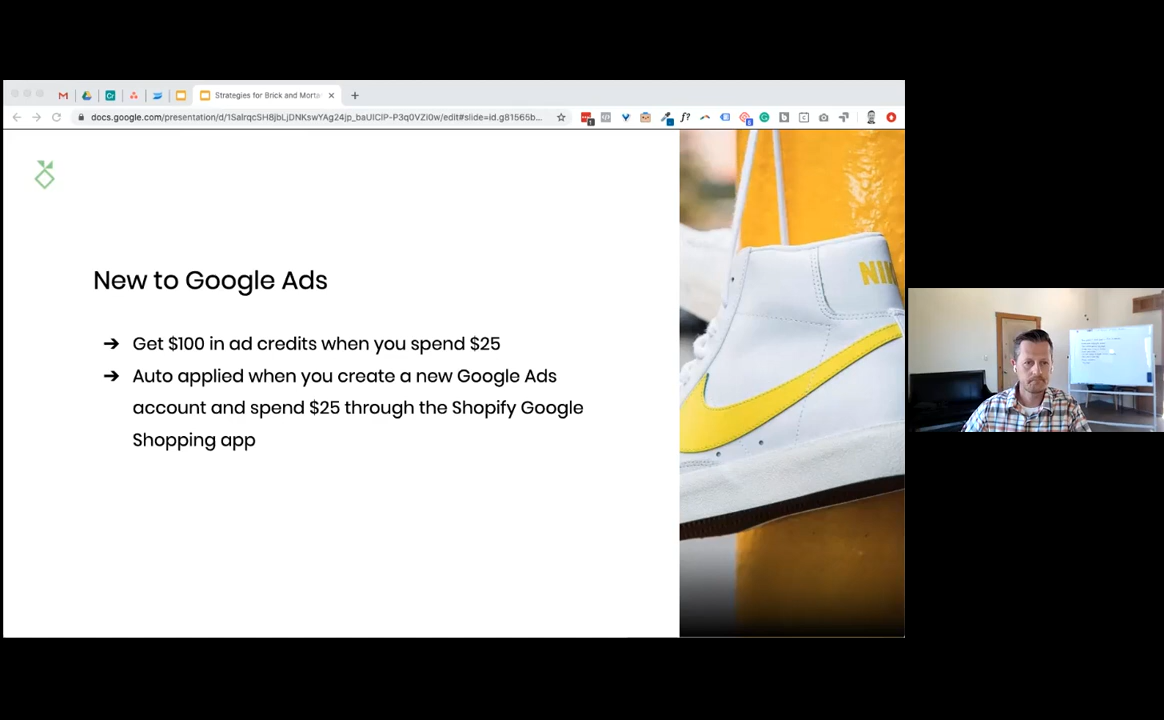 Strategies for Brick and Morta
docs.google.com/presentation/d/1SalrqcSH8jbLjDNKswYAg24jp_baUICIP-P3q0VZi0w/edit#slide=id.g81565b...
New to Google Ads
➔ Get $100 in ad credits when you spend $25
➔ Auto applied when you create a new Google Ads
account and spend $25 through the Shopify Google
Shopping app
NIK